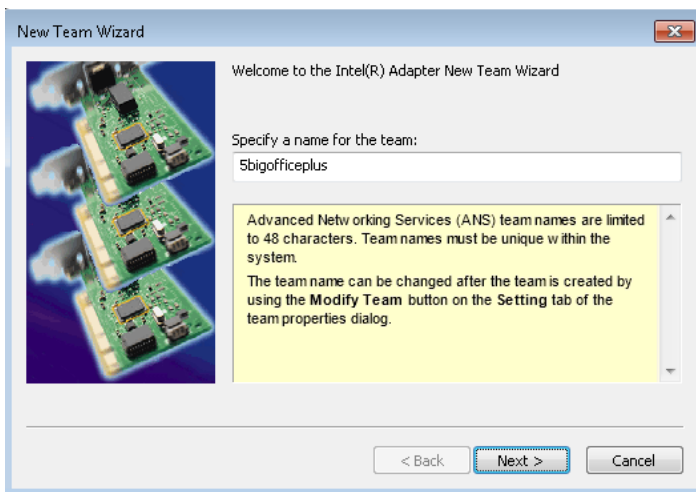 New Team Wizard
Welcome to the Intel(R) Adapter New Team Wizard
Specify a name for the team:
5bigofficeplus
Advanced Networking Services (ANS) team names are limited
to 48 characters. Team names must be unique within the
system.
The team name can be changed after the team is created by
using the Modify Team button on the Setting tab of the
team properties dialog.
< Back
Next >
Cancel